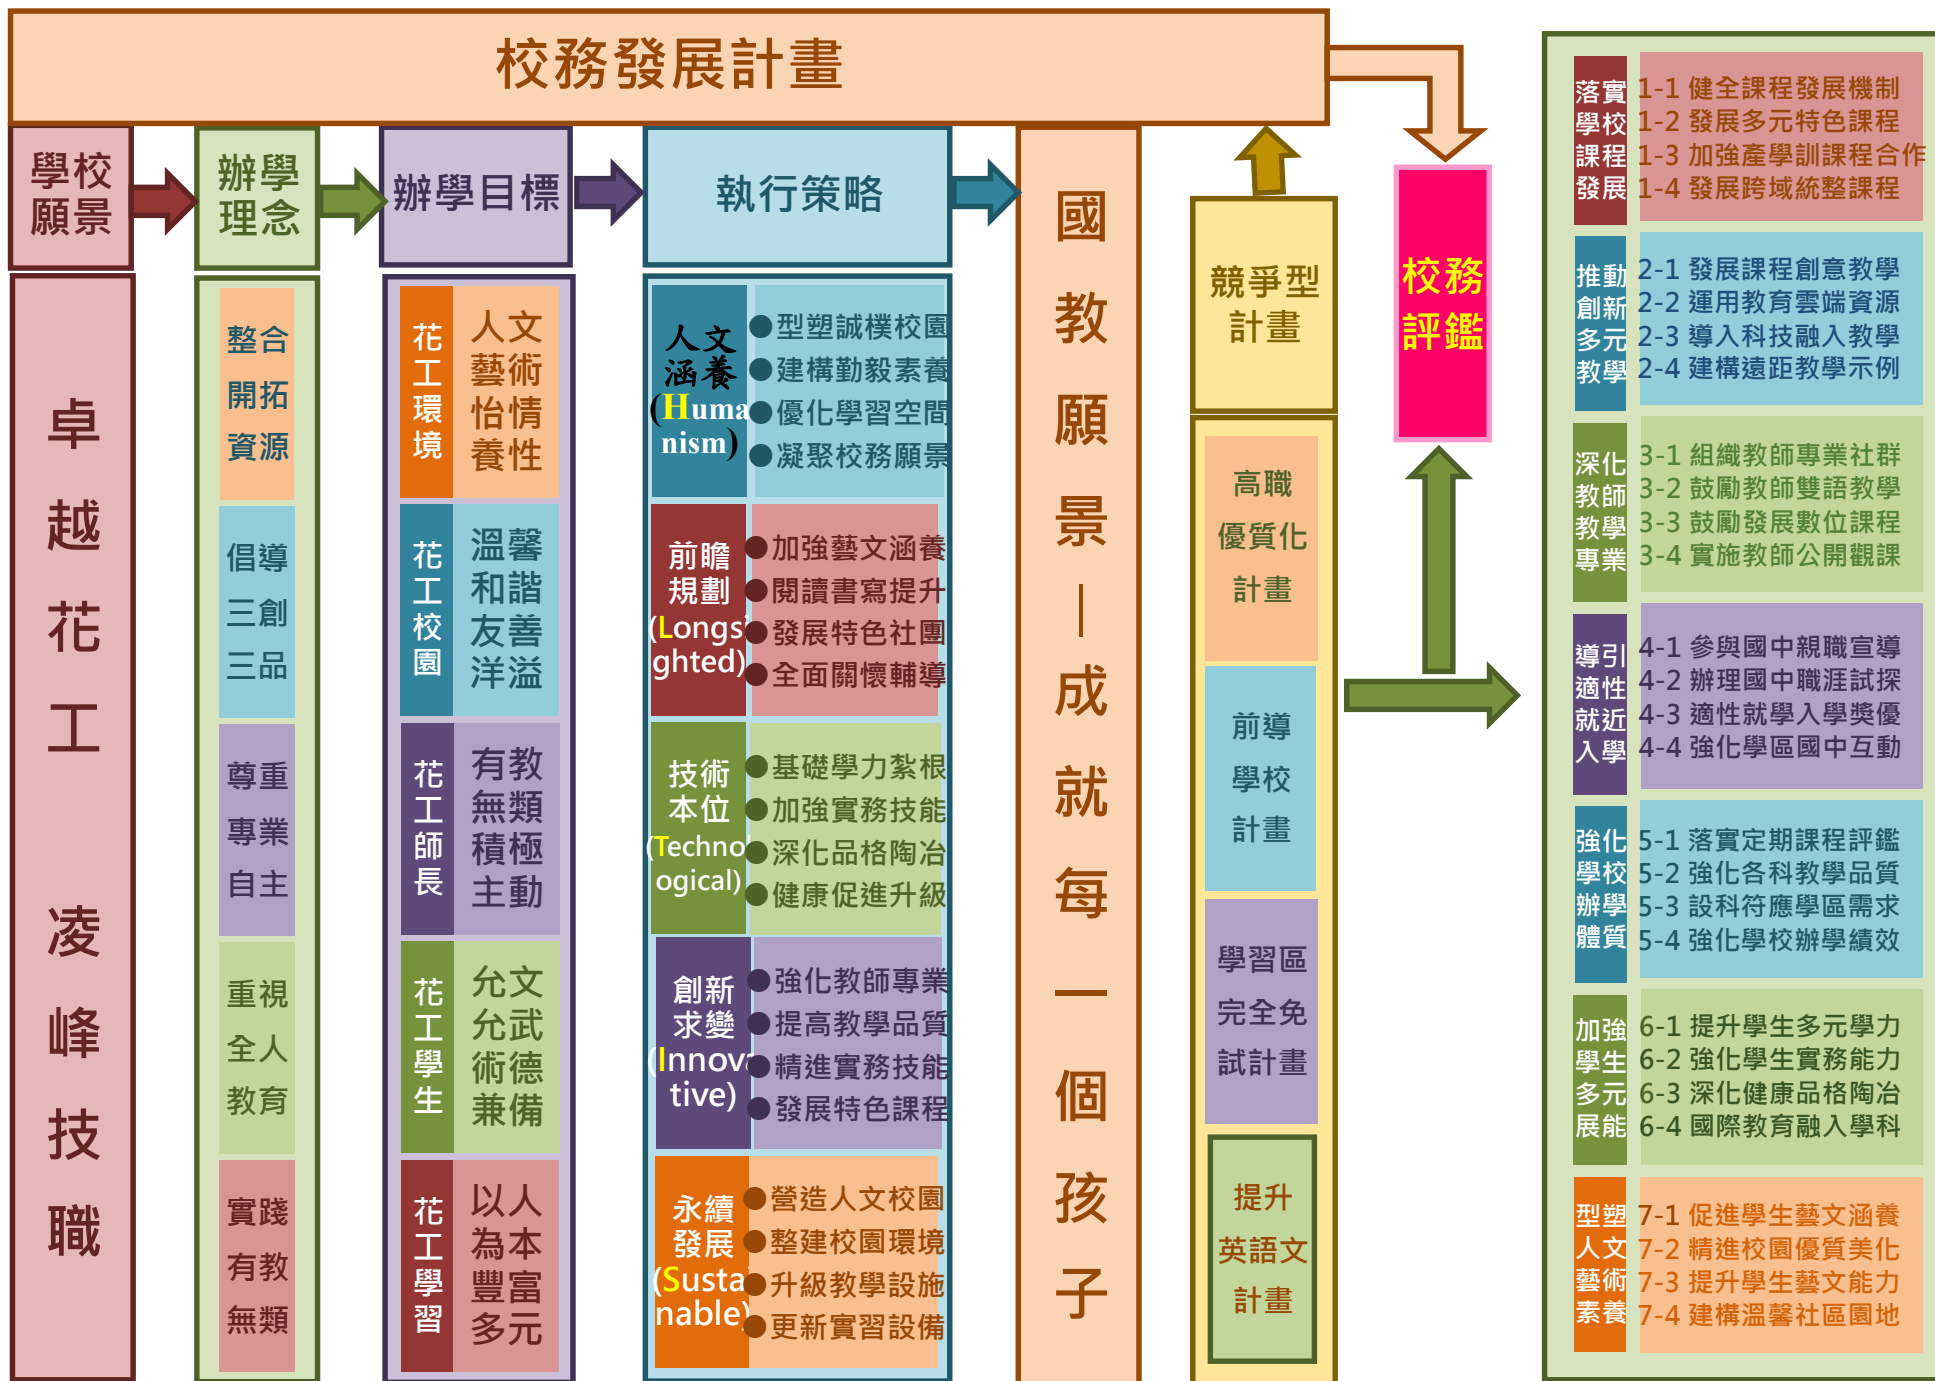 校務發展計畫
學校
願景
卓越花工 凌峰技職
辦學
理念
整合
開拓
資源
倡導
三創
三品
尊重
專業
自主
重視
全人
教育
實踐
有教
無類
辦學目標
花工環境
人文
藝術
怡情
養性
花工校園
溫馨
和諧
友善
洋溢
花工師長
有教
無類
積極
主動
花工學生
允文
允武
術德
兼備
花工學習
以人
為本
豐富
多元
執行策略
人文
涵養
(Huma
nism)
●型塑誠樸校園
●建構勤毅素養
●優化學習空間
●凝聚校務願景
前瞻
規劃
(Longsi
ghted)
●加強藝文涵養
●閱讀書寫提升
●發展特色社團
●全面關懷輔導
技術
本位
(Technol
ogical)
●基礎學力紮根
●加強實務技能
●深化品格陶冶
●健康促進升級
創新
求變
(Innova
tive)
●強化教師專業
●提高教學品質
●精進實務技能
●發展特色課程
永續
發展
(Sustai
nable)
●營造人文校園
●整建校園環境
●升級教學設施
●更新實習設備
國教願景—成就每一個孩子
競爭型
計畫
高職
優質化
計畫
前導
學校
計畫
學習區
完全免
試計畫
提升
英語文
計畫
校務
評鑑
落實
學校
課程
發展
1-1 健全課程發展機制
1-2 發展多元特色課程
1-3 加強產學訓課程合作
1-4 發展跨域統整課程
推動
創新
多元
教學
2-1 發展課程創意教學
2-2 運用教育雲端資源
2-3 導入科技融入教學
2-4 建構遠距教學示例
深化
教師
教學
專業
3-1 組織教師專業社群
3-2 鼓勵教師雙語教學
3-3 鼓勵發展數位課程
3-4 實施教師公開觀課
導引
適性
就近
入學
4-1 參與國中親職宣導
4-2 辦理國中職涯試探
4-3 適性就學入學獎優
4-4 強化學區國中互動
強化
學校
辦學
體質
5-1 落實定期課程評鑑
5-2 強化各科教學品質
5-3 設科符應學區需求
5-4 強化學校辦學績效
加強
學生
多元
展能
6-1 提升學生多元學力
6-2 強化學生實務能力
6-3 深化健康品格陶冶
6-4 國際教育融入學科
型塑
人文
藝術
素養
7-1 促進學生藝文涵養
7-2 精進校園優質美化
7-3 提升學生藝文能力
7-4 建構溫馨社區園地